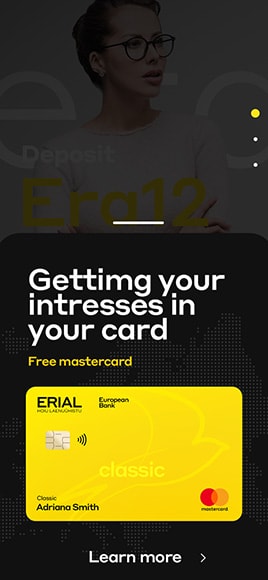 ero
Deposit
Era12
Gettimg your
intresses in
your card
Free mastercard
ERIAL
European
Bank
classic
Classic
Adriana Smith
mastercard
Learn more